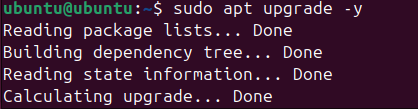 ubuntu@ubuntu:~$ sudo apt upgrade -y
Reading package lists... Done
Building dependency tree... Done
Reading state information... Done
Calculating upgrade... Done